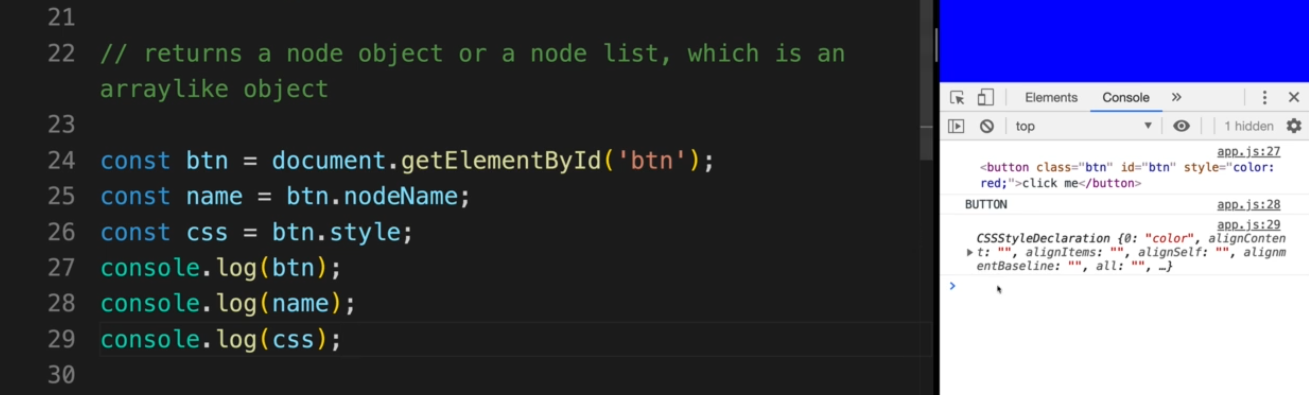 21
22 // returns a node object or a node list, which is an
arraylike object
23
24 const btn = document.getElementById('btn');
25 const name = btn.nodeName;
26 const css = btn.style;
27 console.log(btn);
28 console.log(name);
29 console.log(css);
30
Elements Console »
top 1 hidden
app.js:27
<button class="btn" id="btn" style="color:
red;">click me</button>
BUTTON app.js:28
app.js:29
CSSStyleDeclaration {0: "color", alignConten
t: "", alignItems: "", alignSelf: "", alignm
entBaseline: "", all: "", …}
>